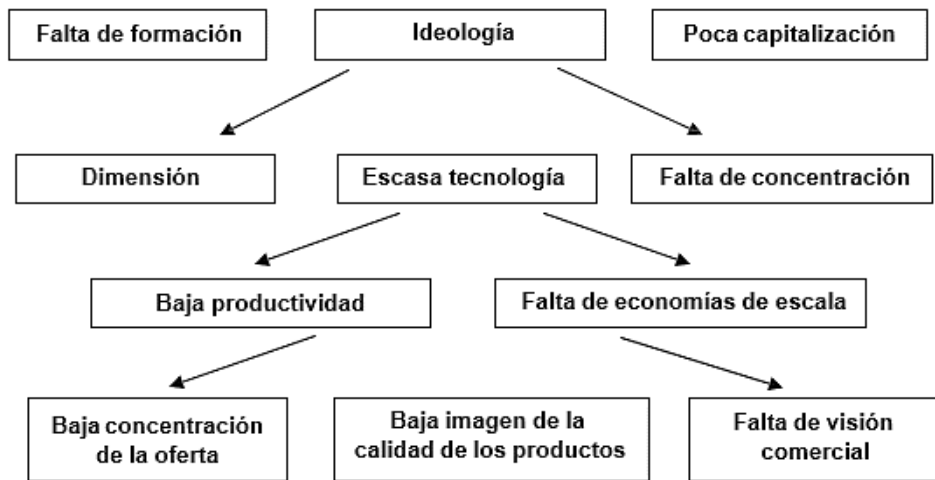 Falta de formación
Ideología
Poca capitalización
Dimensión
Escasa tecnología
Falta de concentración
Baja productividad
Falta de economías de escala
Baja concentración
de la oferta
Baja imagen de la
calidad de los productos
Falta de visión
comercial